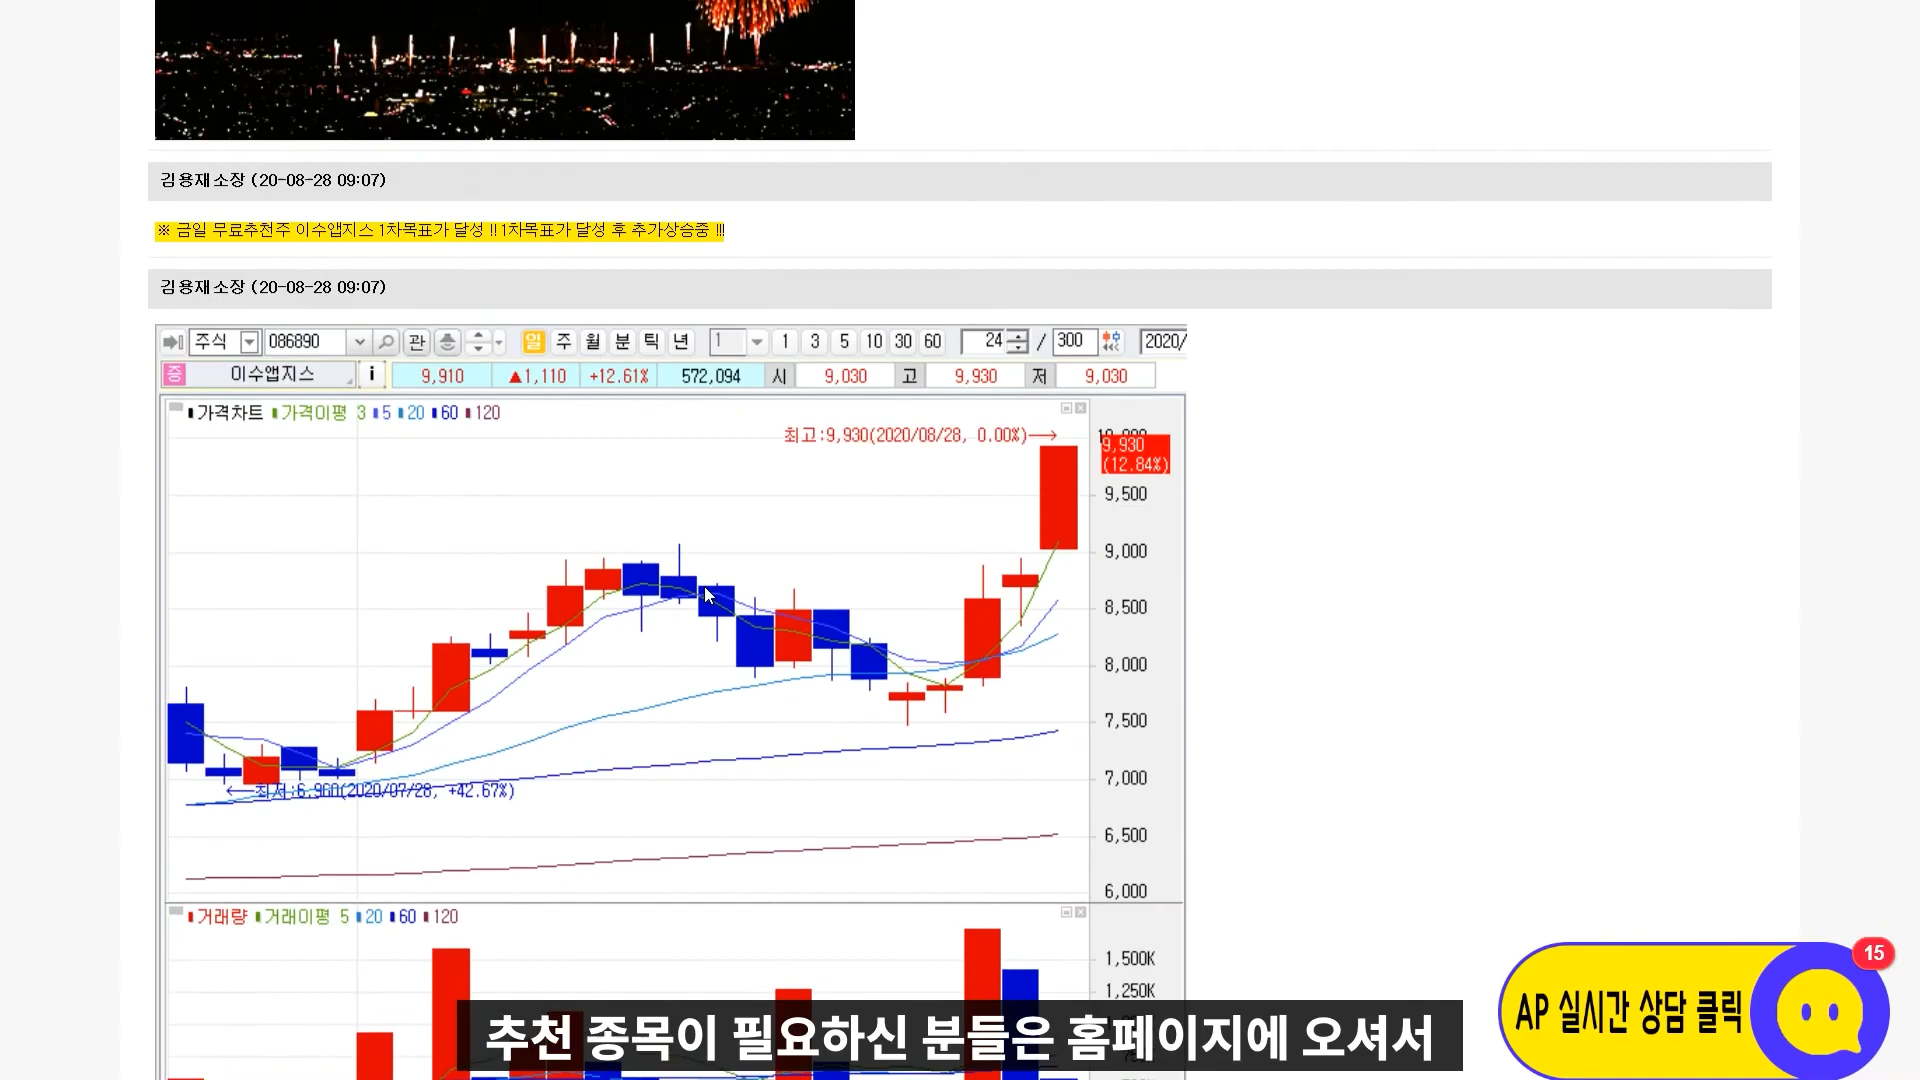 김용재소장 (20-08-28 09:07)
※ 금일 무료추천주 이수앱지스 1차목표가 달성 !! 1차목표가 달성 후 추가상승중 !!!
김용재소장 (20-08-28 09:07)
주식 086890 관 일 주 월 분 틱 년 1 1 3 5 10 30 60 24 / 300 2020/
증 이수앱지스 i 9,910 ▲1,110 +12.61% 572,094 시 9,030 고 9,930 저 9,030
가격차트 가격이평 3 5 20 60 120
최고:9,930(2020/08/28, 0.00%)→
9,930
(12.84%)
9,500
9,000
8,500
8,000
7,500
7,000
←최저:6,960(2020/07/28, +42.67%)
6,500
6,000
거래량 거래이평 5 20 60 120
1,500K
1,250K
추천 종목이 필요하신 분들은 홈페이지에 오셔서
AP 실시간 상담 클릭
15